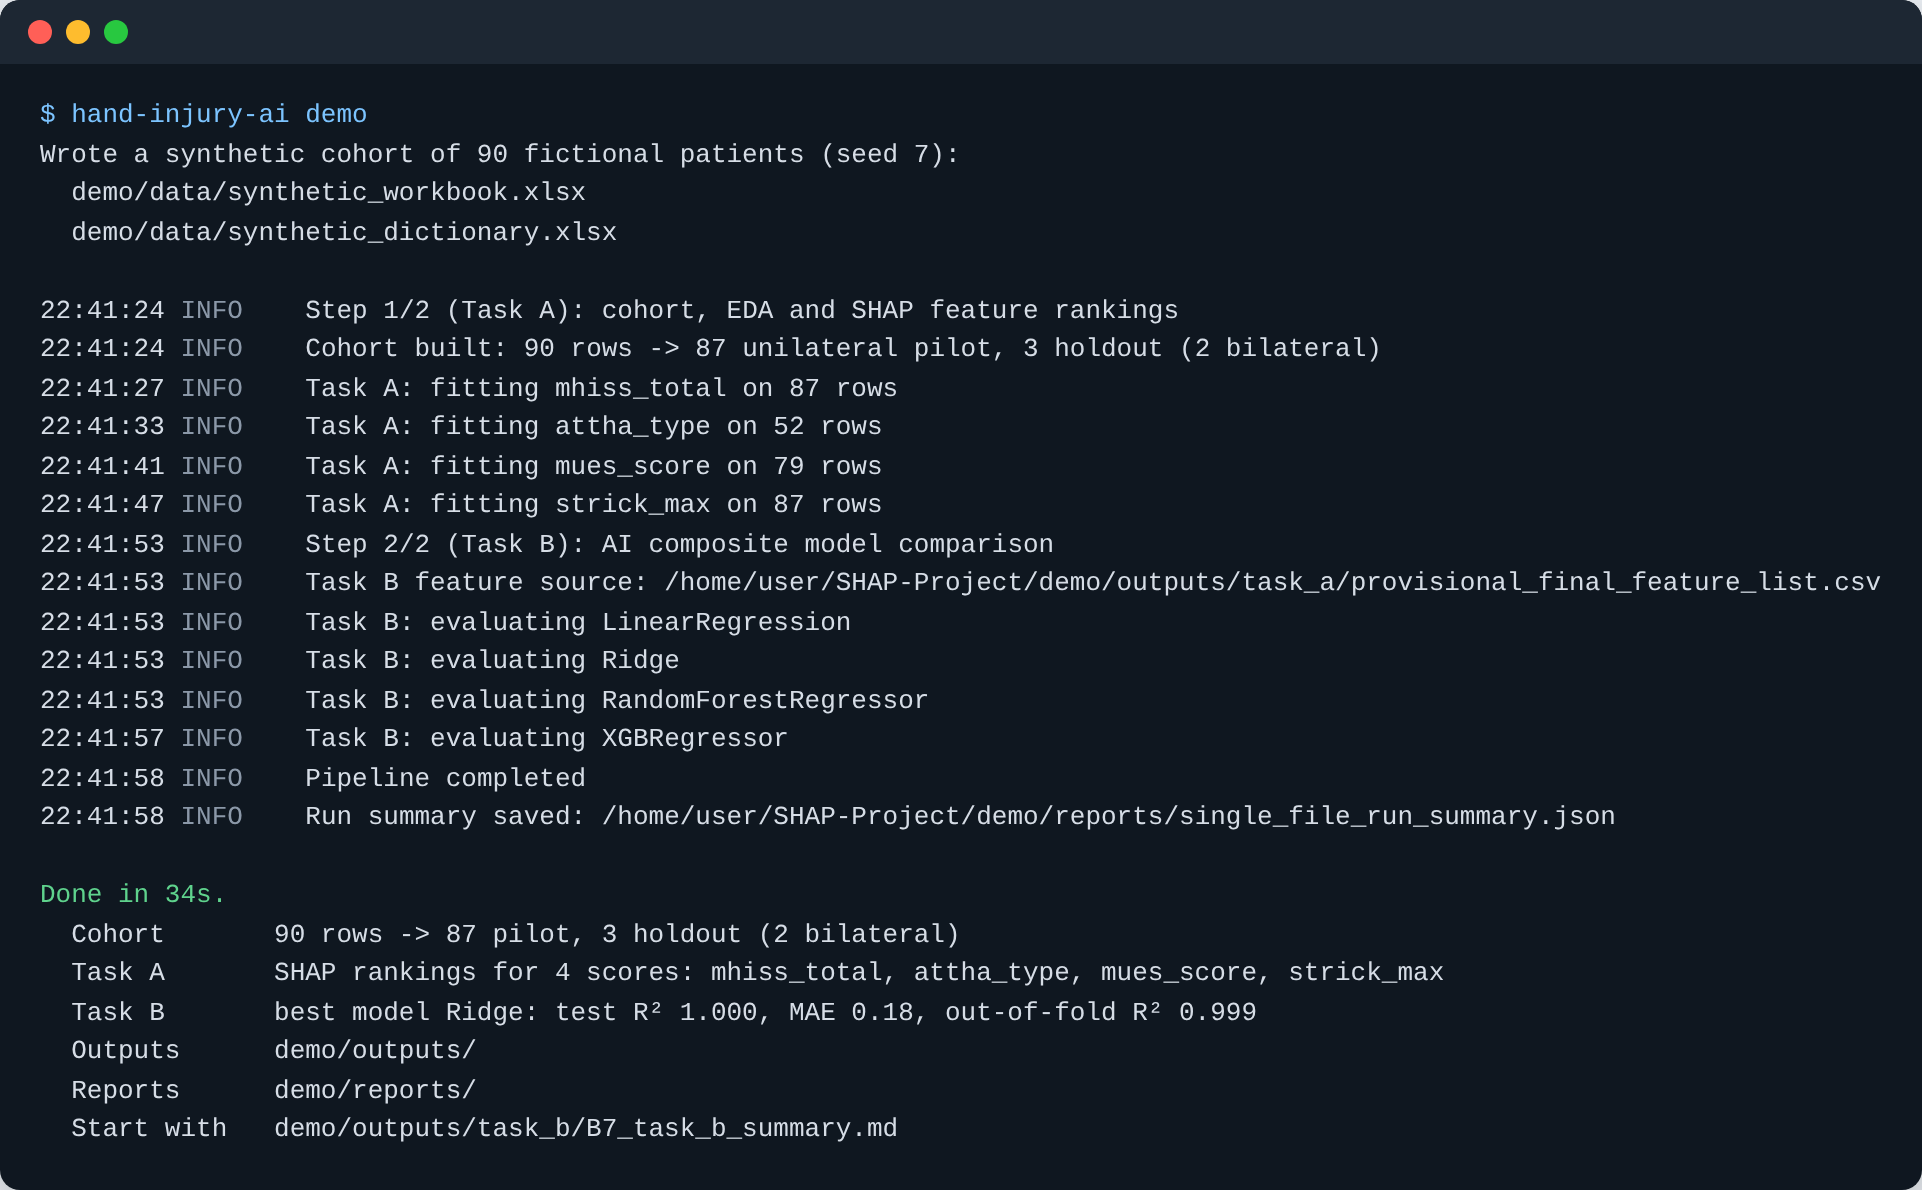 $ hand-injury-ai demo
Wrote a synthetic cohort of 90 fictional patients (seed 7):
  demo/data/synthetic_workbook.xlsx
  demo/data/synthetic_dictionary.xlsx

22:41:24 INFO    Step 1/2 (Task A): cohort, EDA and SHAP feature rankings
22:41:24 INFO    Cohort built: 90 rows -> 87 unilateral pilot, 3 holdout (2 bilateral)
22:41:27 INFO    Task A: fitting mhiss_total on 87 rows
22:41:33 INFO    Task A: fitting attha_type on 52 rows
22:41:41 INFO    Task A: fitting mues_score on 79 rows
22:41:47 INFO    Task A: fitting strick_max on 87 rows
22:41:53 INFO    Step 2/2 (Task B): AI composite model comparison
22:41:53 INFO    Task B feature source: /home/user/SHAP-Project/demo/outputs/task_a/provisional_final_feature_list.csv
22:41:53 INFO    Task B: evaluating LinearRegression
22:41:53 INFO    Task B: evaluating Ridge
22:41:53 INFO    Task B: evaluating RandomForestRegressor
22:41:57 INFO    Task B: evaluating XGBRegressor
22:41:58 INFO    Pipeline completed
22:41:58 INFO    Run summary saved: /home/user/SHAP-Project/demo/reports/single_file_run_summary.json

Done in 34s.
  Cohort       90 rows -> 87 pilot, 3 holdout (2 bilateral)
  Task A       SHAP rankings for 4 scores: mhiss_total, attha_type, mues_score, strick_max
  Task B       best model Ridge: test R² 1.000, MAE 0.18, out-of-fold R² 0.999
  Outputs      demo/outputs/
  Reports      demo/reports/
  Start with   demo/outputs/task_b/B7_task_b_summary.md